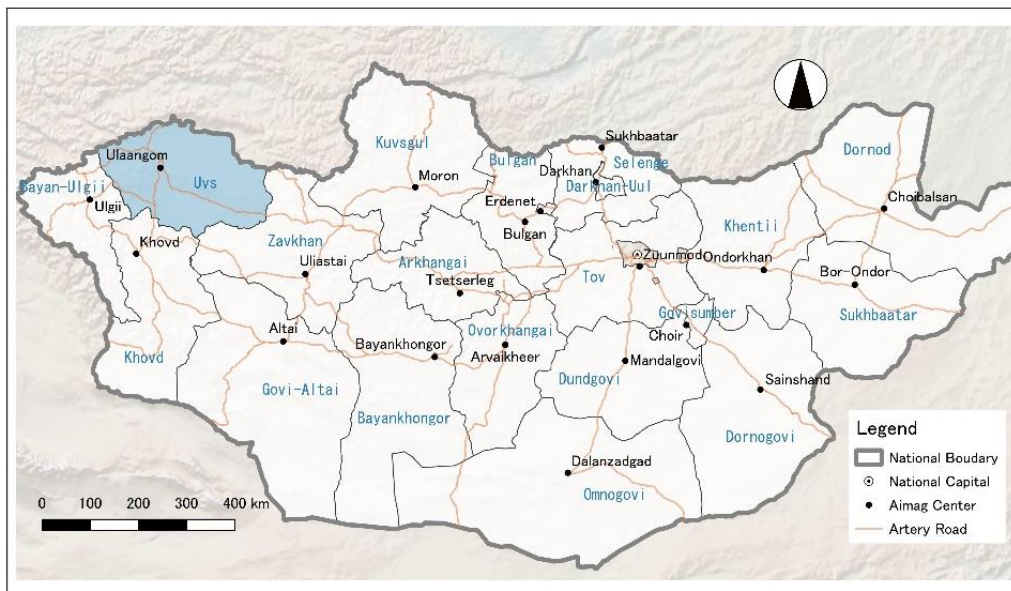 Sukhbaatar
Kuvsgul
Bulgan
Selenge
Dornod
Ulaangom
Darkhan
Uvs
Moron
Darkhan-Uul
Bayan-Ulgii
Ulgii
Erdenet
Choibalsan
Bulgan
Khentii
Khovd
Zavkhan
Uliastai
Arkhangai
Zuunmod
Ondorkhan
Tov
Bor-Ondor
Tsetserleg
Govisumber
Sukhbaatar
Altai
Ovorkhangai
Choir
Bayankhongor
Arvaikheer
Khovd
Mandalgovi
Dundgovi
Govi-Altai
Sainshand
Bayankhongor
Dornogovi
Dalanzadgad
Omnogovi
Legend
National Boudary
National Capital
Aimag Center
Artery Road
0 100 200 300 400 km